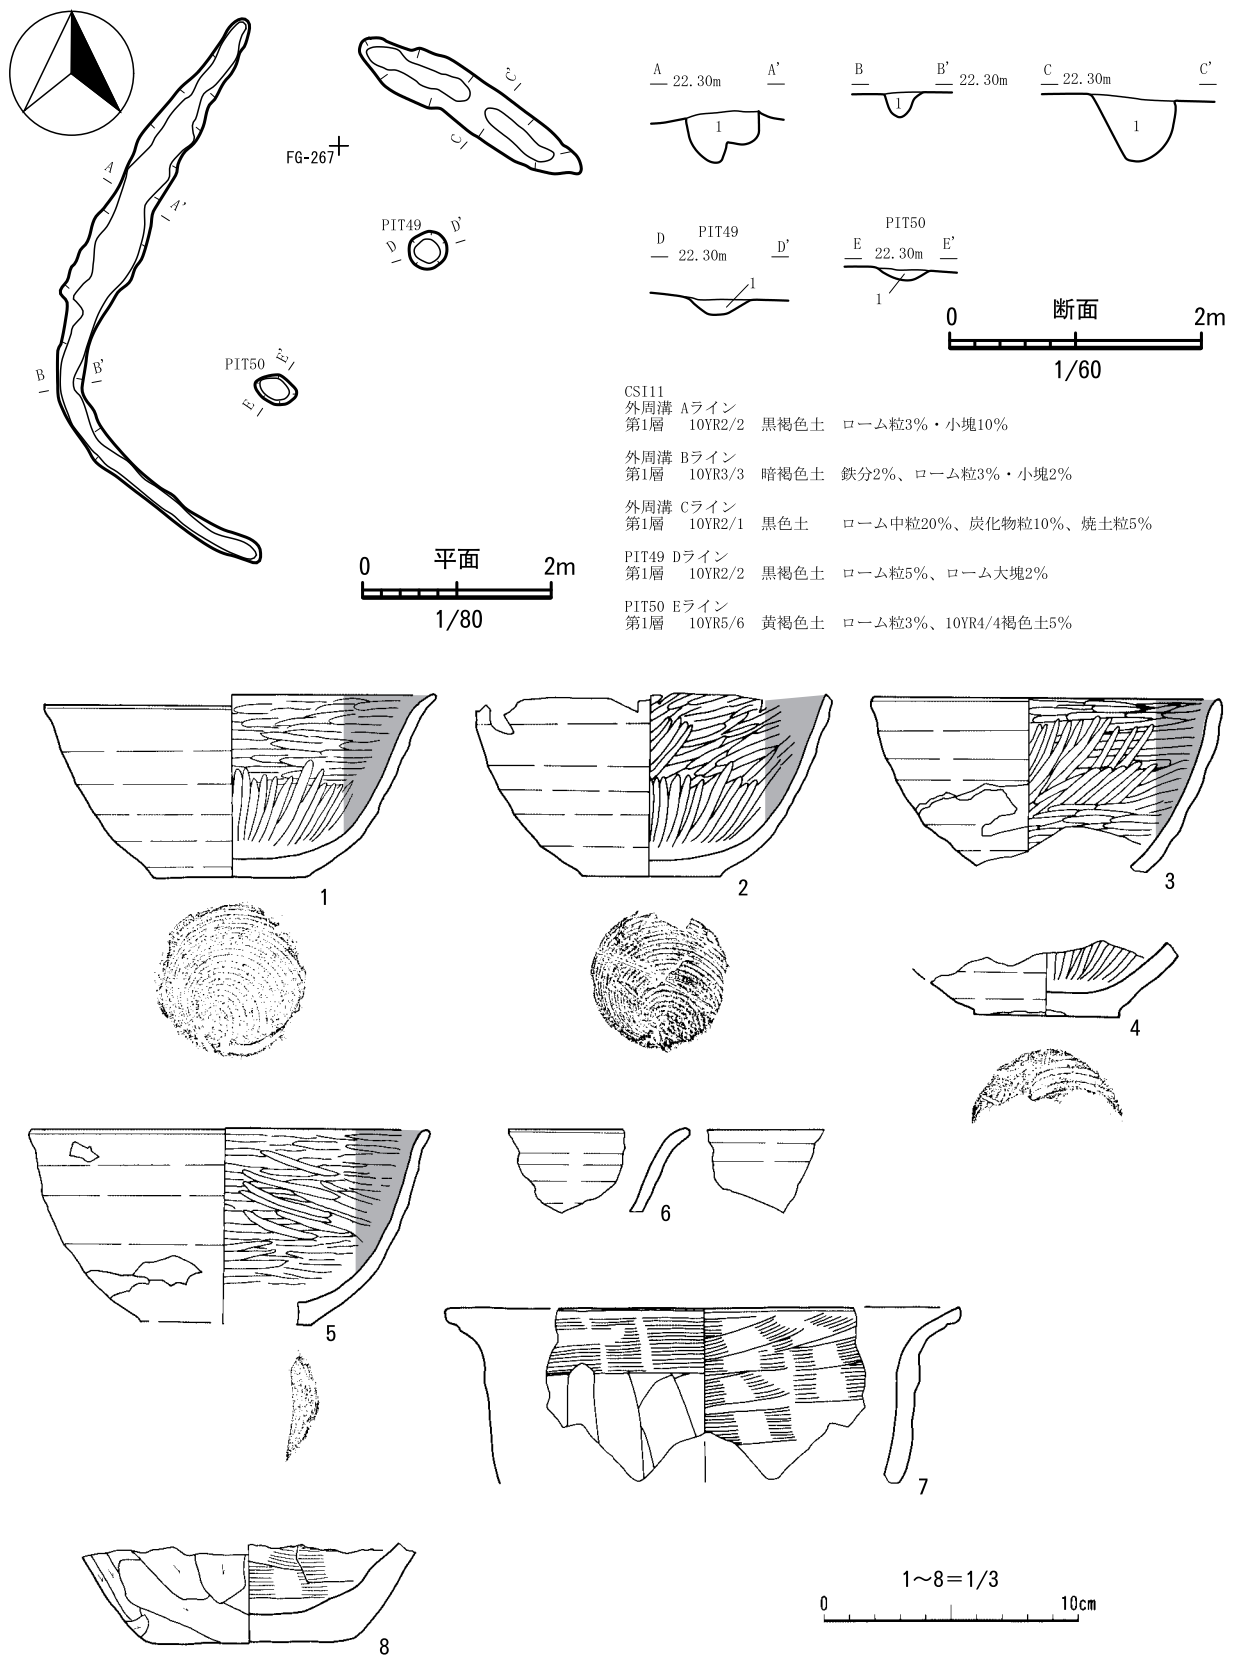 A
A'
B
B'
C
C'
FG-267
PIT49
D
D'
PIT50
E
E'
0 平面 2m
1/80
A 22.30m A'
B B' 22.30m
C 22.30m C'
1
1
1
D PIT49 D'
22.30m
1
PIT50
E 22.30m E'
1
0 断面 2m
1/60
CSI11
外周溝 Aライン
第1層 10YR2/2 黒褐色土 ローム粒3%・小塊10%
外周溝 Bライン
第1層 10YR3/3 暗褐色土 鉄分2%、ローム粒3%・小塊2%
外周溝 Cライン
第1層 10YR2/1 黒色土 ローム中粒20%、炭化物粒10%、焼土粒5%
PIT49 Dライン
第1層 10YR2/2 黒褐色土 ローム粒5%、ローム大塊2%
PIT50 Eライン
第1層 10YR5/6 黄褐色土 ローム粒3%、10YR4/4褐色土5%
1
2
3
4
5
6
7
8
1～8＝1/3
0 10cm